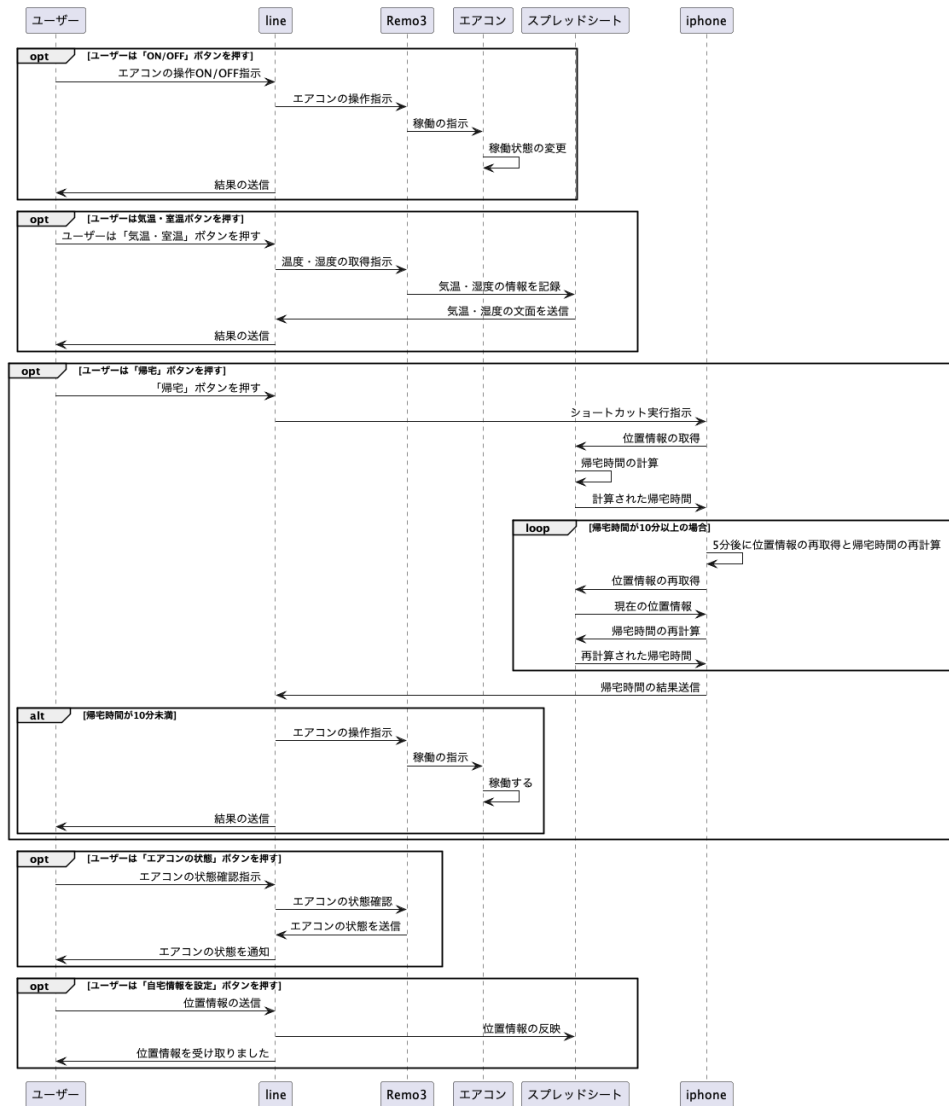 ユーザー line Remo3 エアコン スプレッドシート iphone
opt [ユーザーは「ON/OFF」ボタンを押す]
エアコンの操作ON/OFF指示
エアコンの操作指示
稼働の指示
稼働状態の変更
結果の送信
opt [ユーザーは気温・室温ボタンを押す]
ユーザーは「気温・室温」ボタンを押す
温度・湿度の取得指示
気温・湿度の情報を記録
気温・湿度の文面を送信
結果の送信
opt [ユーザーは「帰宅」ボタンを押す]
「帰宅」ボタンを押す
ショートカット実行指示
位置情報の取得
帰宅時間の計算
計算された帰宅時間
loop [帰宅時間が10分以上の場合]
5分後に位置情報の再取得と帰宅時間の再計算
位置情報の再取得
現在の位置情報
帰宅時間の再計算
再計算された帰宅時間
帰宅時間の結果送信
alt [帰宅時間が10分未満]
エアコンの操作指示
稼働の指示
稼働する
結果の送信
opt [ユーザーは「エアコンの状態」ボタンを押す]
エアコンの状態確認指示
エアコンの状態確認
エアコンの状態を送信
エアコンの状態を通知
opt [ユーザーは「自宅情報を設定」ボタンを押す]
位置情報の送信
位置情報の反映
位置情報を受け取りました
ユーザー line Remo3 エアコン スプレッドシート iphone